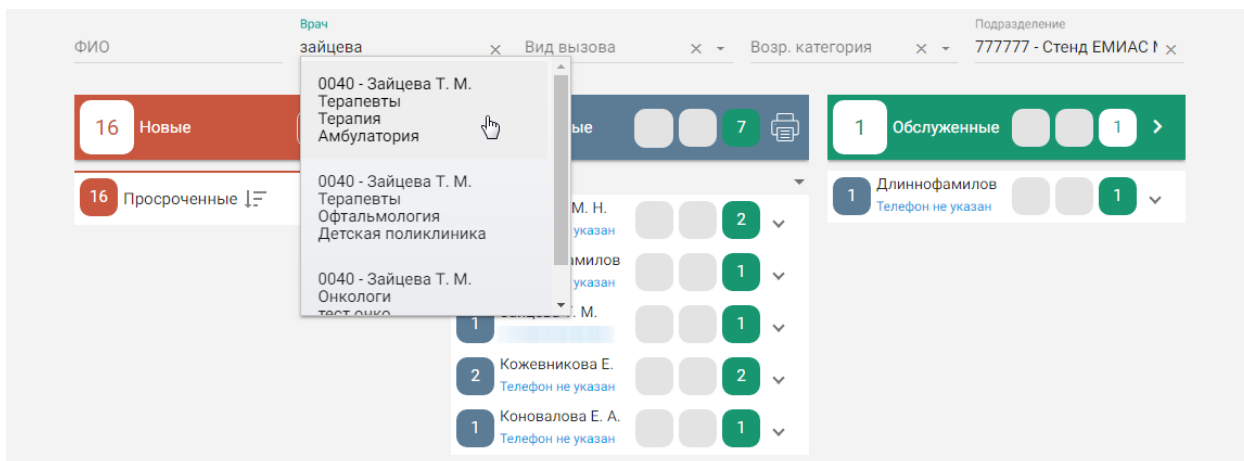 Врач
Подразделение
ФИО
зайцева
Вид вызова
Возр. категория
777777 - Стенд ЕМИАС
0040 - Зайцева Т. М.
Терапевты
Терапия
Амбулатория
0040 - Зайцева Т. М.
Терапевты
Офтальмология
Детская поликлиника
0040 - Зайцева Т. М.
Онкологи
тест онко
16 Новые
ые 7
1 Обслуженные 1
16 Просроченные
М. Н.
указан
2
амилов
указан
1
1
Т. М.
1
2 Кожевникова Е. 2
Телефон не указан
1 Коновалова Е. А. 1
Телефон не указан
1 Длиннофамилов 1
Телефон не указан